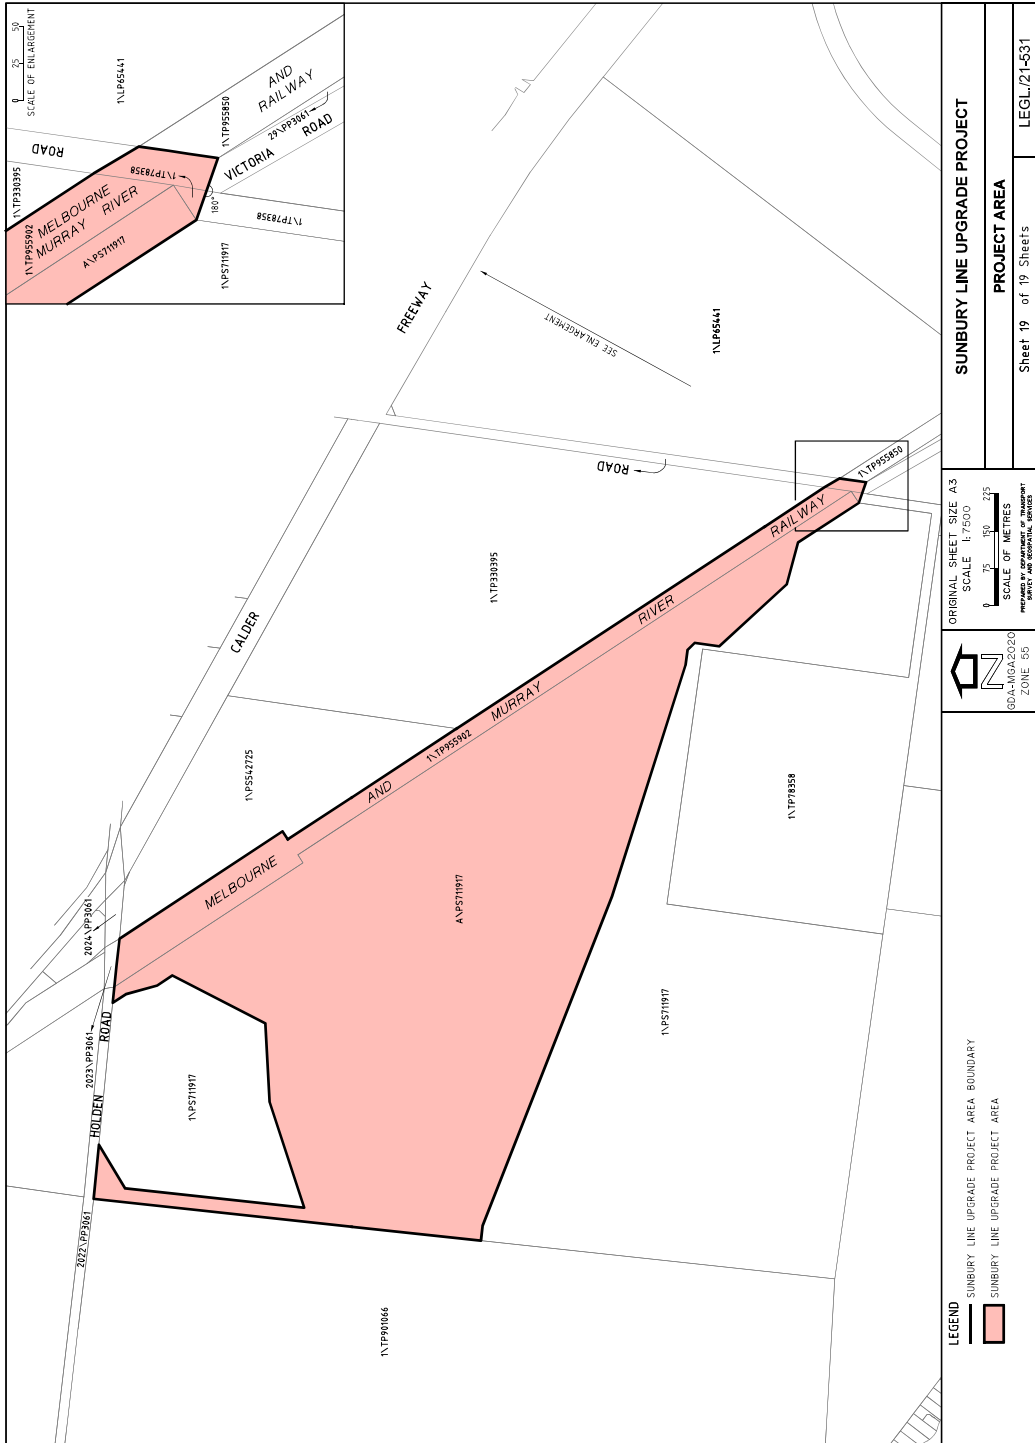 0 25 50
SCALE OF ENLARGEMENT
1\LP65441
ROAD
1\TP330395
1\TP955902
MELBOURNE
MURRAY RIVER
A\PS711917
1\TP78358
AND
RAILWAY
1\TP955850
29\PP3061
VICTORIA ROAD
180°
1\TP78358
1\PS711917
FREEWAY
SEE ENLARGEMENT
1\LP65441
ROAD
1\TP955850
CALDER
1\TP330395
RAILWAY
RIVER
MURRAY
1\TP955902
AND
MELBOURNE
1\PS542725
1\TP78358
A\PS711917
2024\PP3061
2023\PP3061
HOLDEN ROAD
1\PS711917
1\PS711917
2022\PP3061
1\TP901066
LEGEND
SUNBURY LINE UPGRADE PROJECT AREA BOUNDARY
SUNBURY LINE UPGRADE PROJECT AREA
N
GDA-MGA2020
ZONE 55
ORIGINAL SHEET SIZE A3
SCALE 1:7500
0 75 150 225
SCALE OF METRES
PREPARED BY DEPARTMENT OF TRANSPORT
SURVEY AND GEOSPATIAL SERVICES
SUNBURY LINE UPGRADE PROJECT
PROJECT AREA
Sheet 19 of 19 Sheets
LEGL./21-531